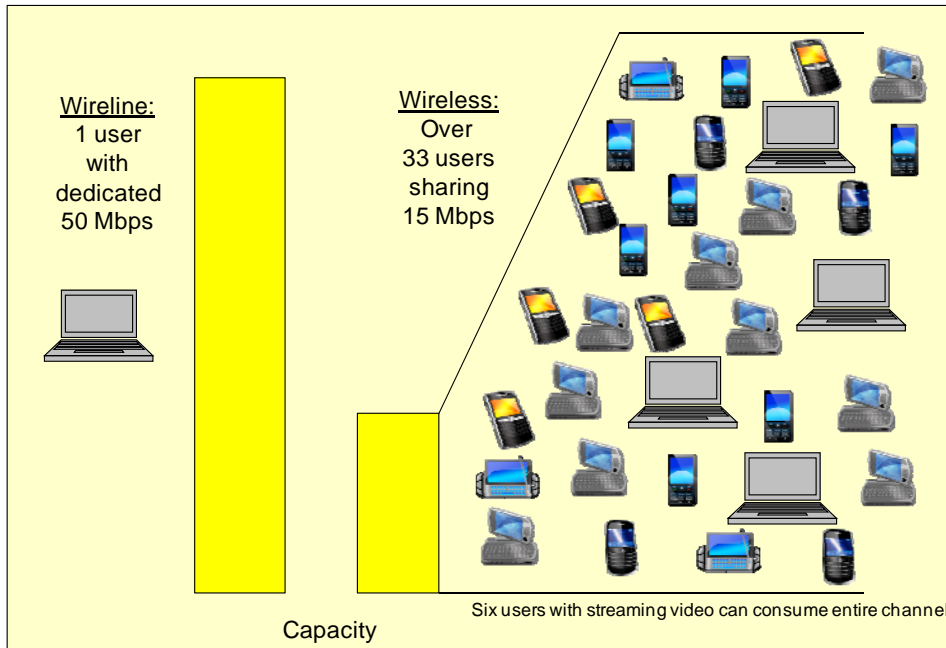 Wireline:
1 user
with
dedicated
50 Mbps
Wireless:
Over
33 users
sharing
15 Mbps
Six users with streaming video can consume entire channel
Capacity